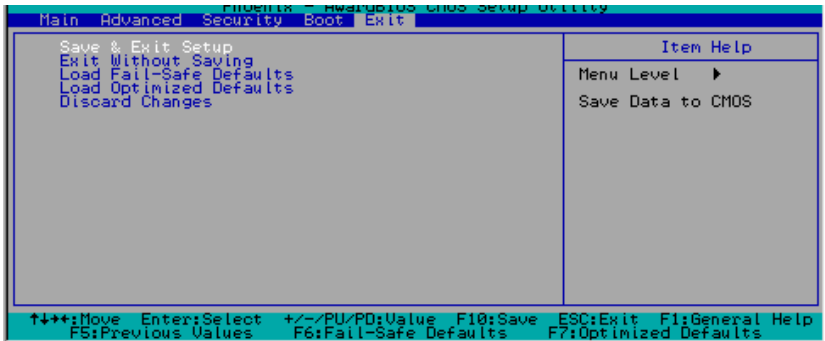 Phoenix - AwardBIOS CMOS Setup Utility
Main Advanced Security Boot Exit
Save & Exit Setup
Exit Without Saving
Load Fail-Safe Defaults
Load Optimized Defaults
Discard Changes
Item Help
Menu Level ▶
Save Data to CMOS
↑↓→←:Move Enter:Select +/-/PU/PD:Value F10:Save ESC:Exit F1:General Help
F5:Previous Values F6:Fail-Safe Defaults F7:Optimized Defaults